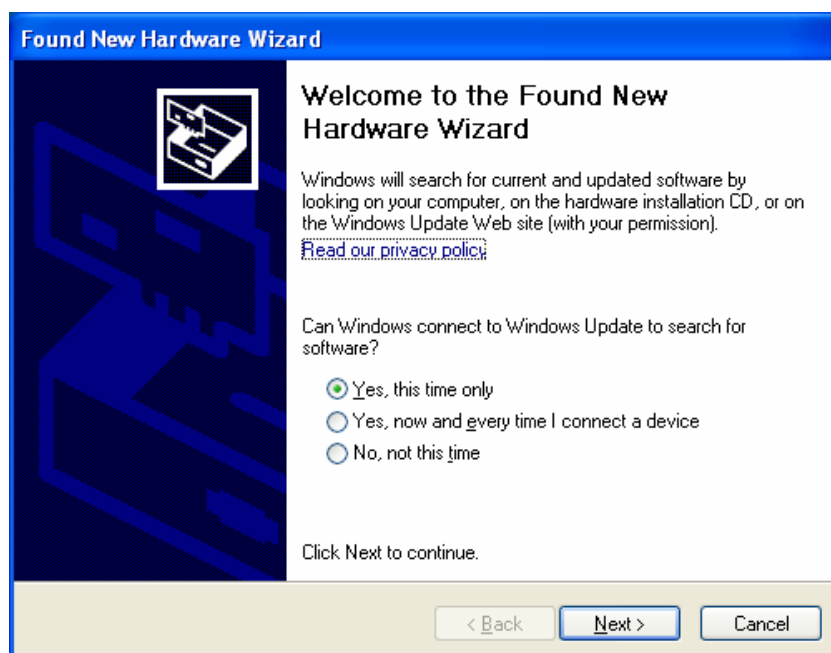 Found New Hardware Wizard
Welcome to the Found New
Hardware Wizard
Windows will search for current and updated software by
looking on your computer, on the hardware installation CD, or on
the Windows Update Web site (with your permission).
Read our privacy policy
Can Windows connect to Windows Update to search for
software?
Yes, this time only
Yes, now and every time I connect a device
No, not this time
Click Next to continue.
< Back Next > Cancel